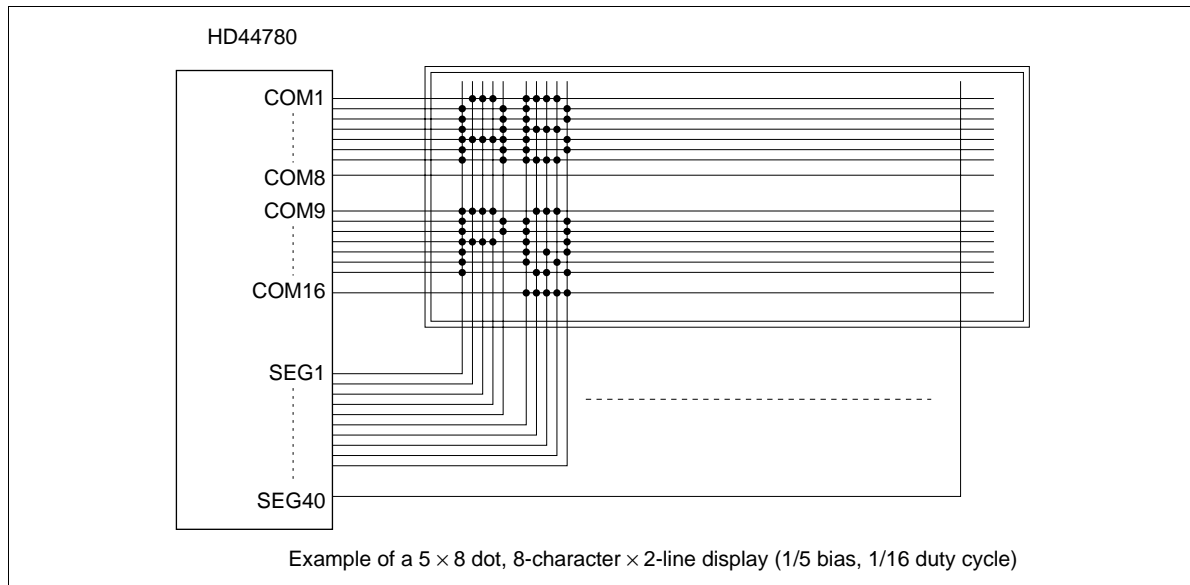 HD44780
COM1
COM8
COM9
COM16
SEG1
SEG40
A B
P Q
Example of a 5 × 8 dot, 8-character × 2-line display (1/5 bias, 1/16 duty cycle)